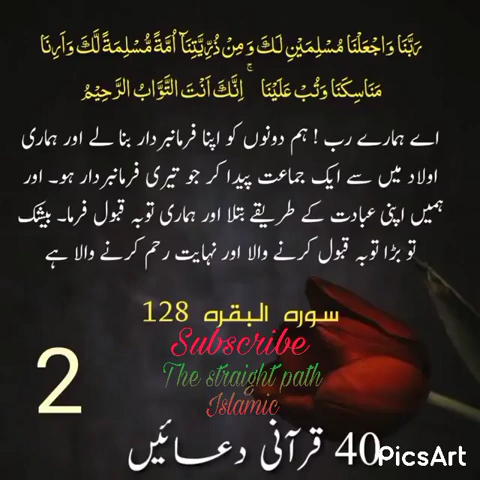 رَبَّنَا وَاجْعَلْنَا مُسْلِمَيْنِ لَكَ وَمِنْ ذُرِّيَّتِنَآ اُمَّةً مُّسْلِمَةً لَّكَ وَاَرِنَا
مَنَاسِكَنَا وَتُبْ عَلَيْنَا ۚ اِنَّكَ اَنْتَ التَّوَّابُ الرَّحِيْمُ
اے ہمارے رب ! ہم دونوں کو اپنا فرمانبردار بنا لے اور ہماری
اولاد میں سے ایک جماعت پیدا کر جو تیری فرمانبردار ہو۔ اور
ہمیں اپنی عبادت کے طریقے بتلا اور ہماری توبہ قبول فرما۔ بیشک
تو بڑا توبہ قبول کرنے والا اور نہایت رحم کرنے والا ہے
سورہ البقرہ 128
Subscribe
The straight path
Islamic
2
40 قرآنی دعائیں
PicsArt